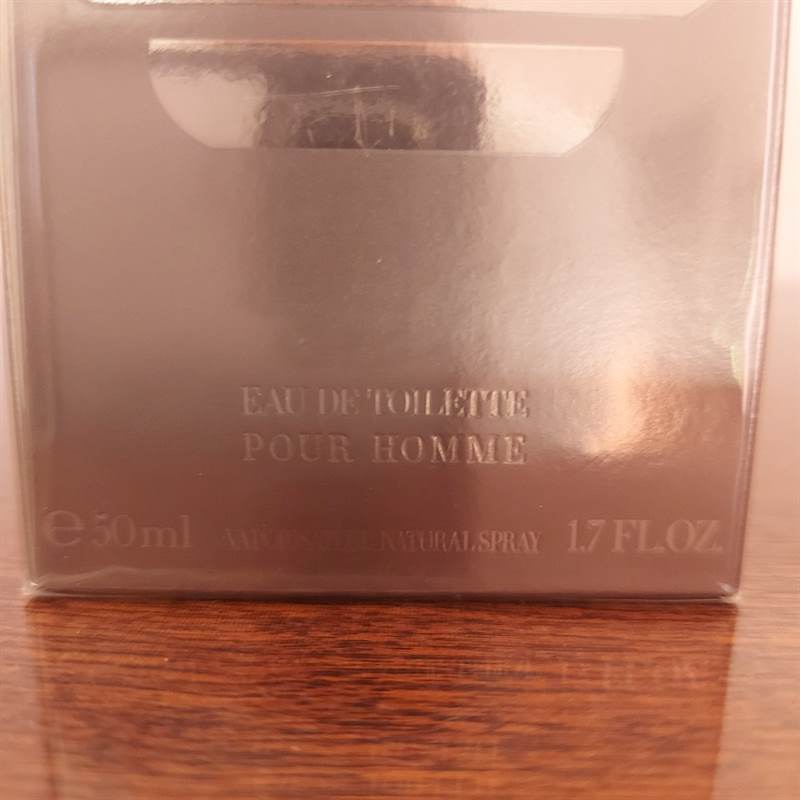 EAU DE TOILETTE
POUR HOMME
℮ 50 ml NATURAL SPRAY 1.7 FL.OZ.